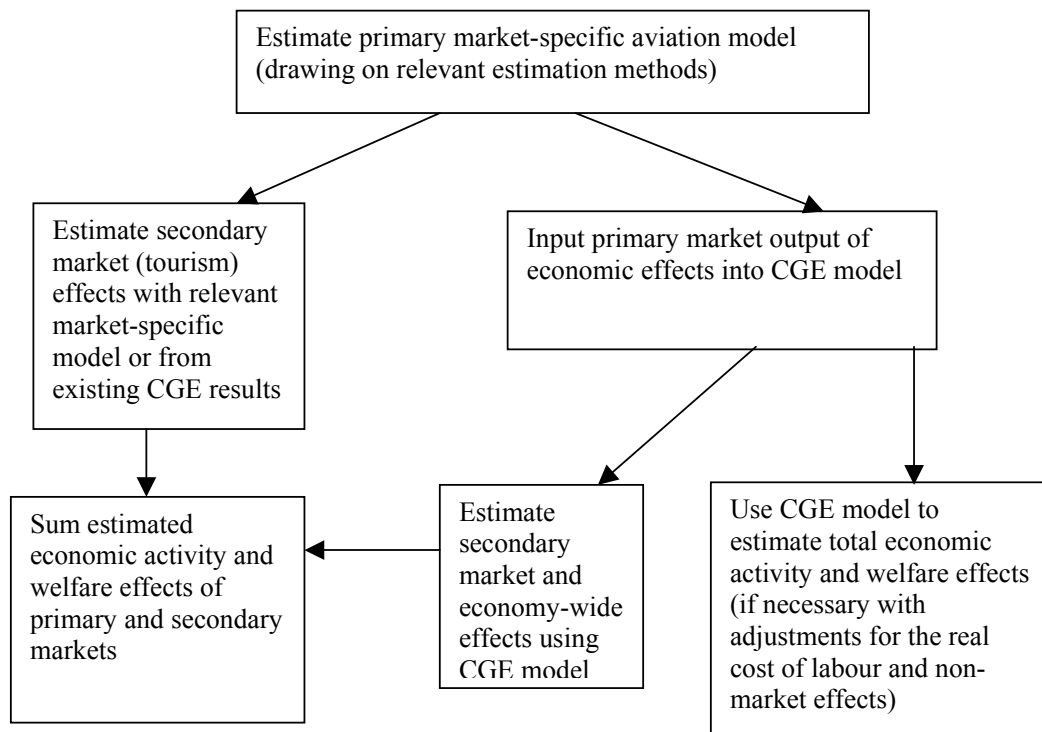 Estimate primary market-specific aviation model
(drawing on relevant estimation methods)
Estimate secondary
market (tourism)
effects with relevant
market-specific
model or from
existing CGE results
Input primary market output of
economic effects into CGE model
Sum estimated
economic activity and
welfare effects of
primary and secondary
markets
Estimate
secondary
market and
economy-wide
effects using
CGE model
Use CGE model to
estimate total economic
activity and welfare effects
(if necessary with
adjustments for the real
cost of labour and non-
market effects)